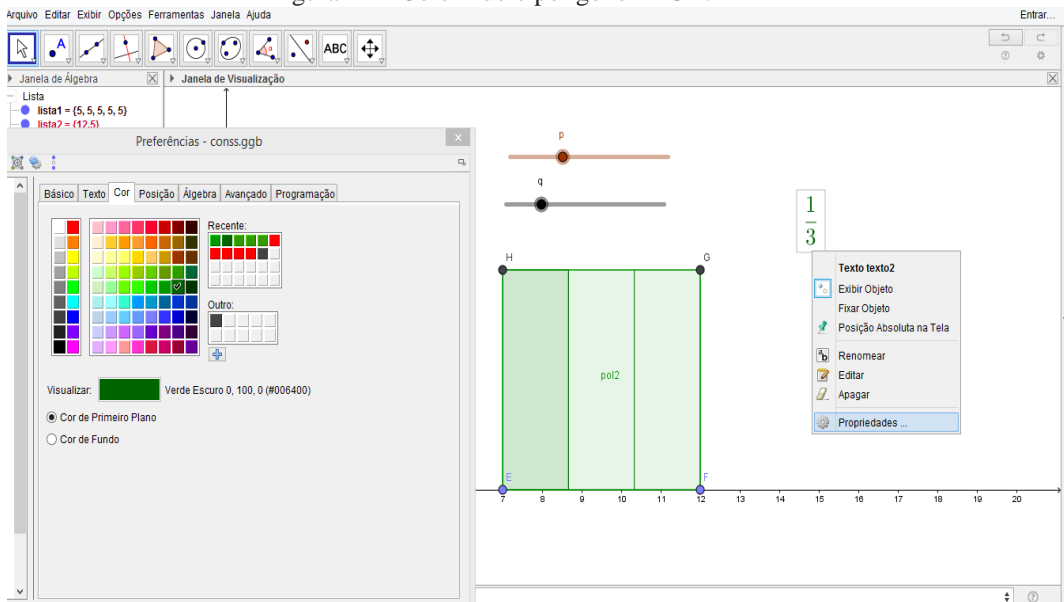 Arquivo Editar Exibir Opções Ferramentas Janela Ajuda
Entrar...
A
α
ABC
Janela de Álgebra
Janela de Visualização
Lista
lista1 = {5, 5, 5, 5, 5}
lista2 = {12.5}
Preferências - conss.ggb
Básico Texto Cor Posição Álgebra Avançado Programação
Recente:
Outro:
Visualizar:
Verde Escuro 0, 100, 0 (#006400)
Cor de Primeiro Plano
Cor de Fundo
p
q
1
3
H
G
pol2
E
F
7 8 9 10 11 12 13 14 15 16 17 18 19 20
Texto texto2
Exibir Objeto
Fixar Objeto
Posição Absoluta na Tela
Renomear
Editar
Apagar
Propriedades ...